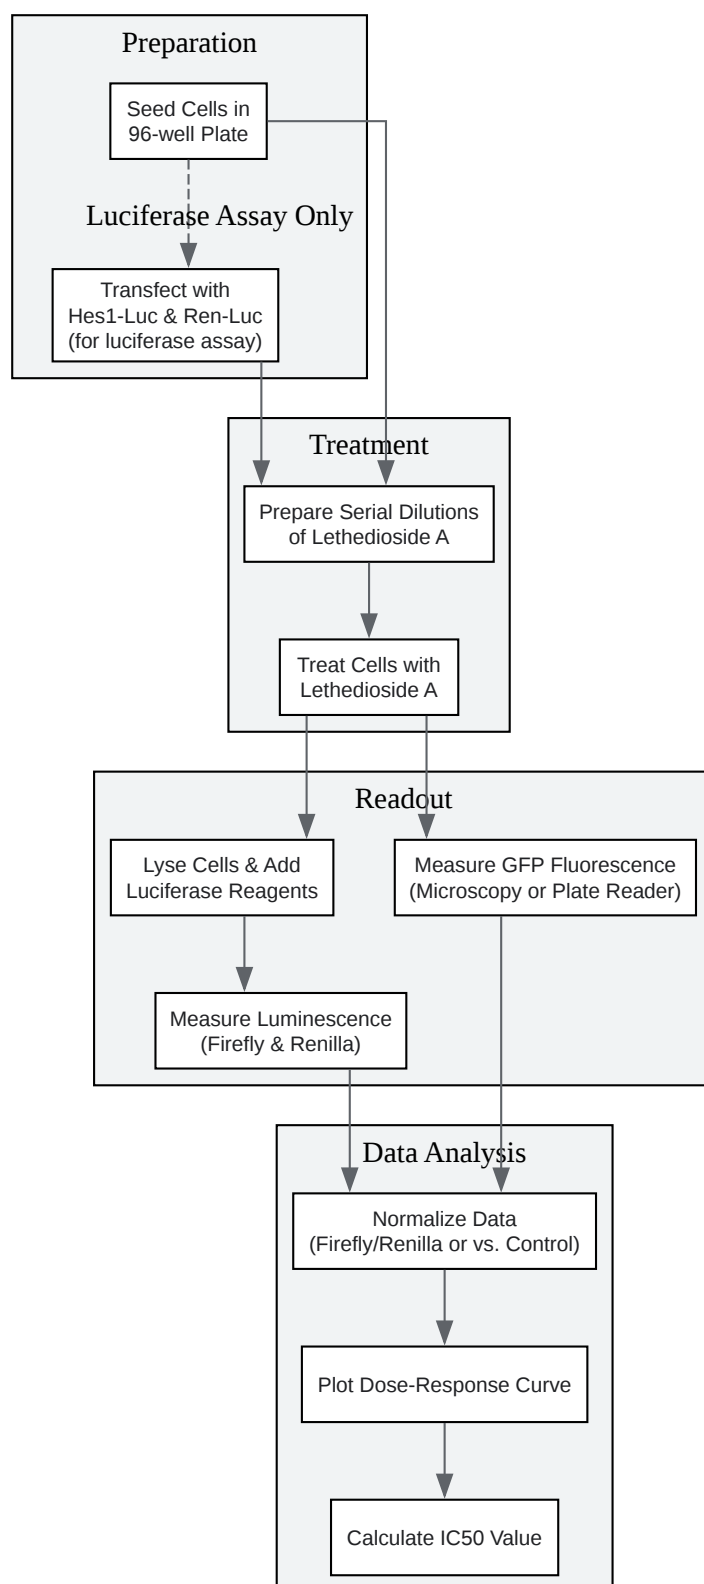 Preparation
Seed Cells in
96-well Plate
Luciferase Assay Only
Transfect with
Hes1-Luc & Ren-Luc
(for luciferase assay)
Treatment
Prepare Serial Dilutions
of Lethedioside A
Treat Cells with
Lethedioside A
Readout
Lyse Cells & Add
Luciferase Reagents
Measure GFP Fluorescence
(Microscopy or Plate Reader)
Measure Luminescence
(Firefly & Renilla)
Data Analysis
Normalize Data
(Firefly/Renilla or vs. Control)
Plot Dose-Response Curve
Calculate IC50 Value